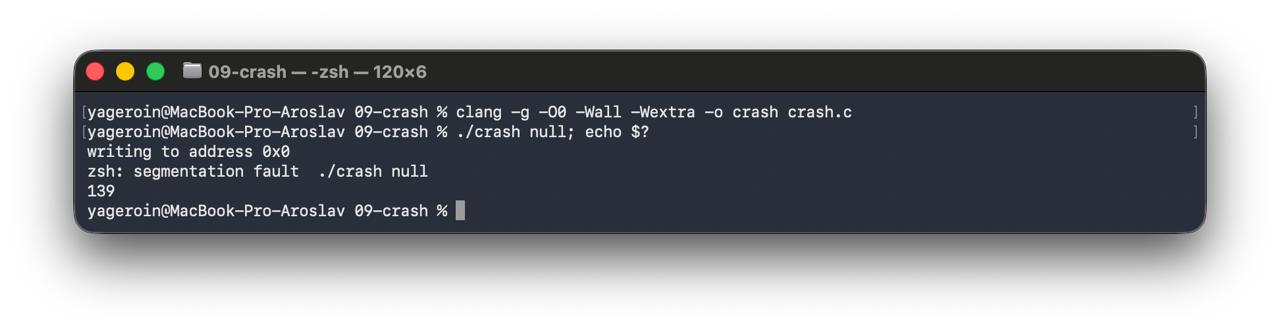 09-crash — -zsh — 120×6
[yageroin@MacBook-Pro-Aroslav 09-crash % clang -g -O0 -Wall -Wextra -o crash crash.c ]
[yageroin@MacBook-Pro-Aroslav 09-crash % ./crash null; echo $? ]
writing to address 0x0
zsh: segmentation fault  ./crash null
139
yageroin@MacBook-Pro-Aroslav 09-crash %